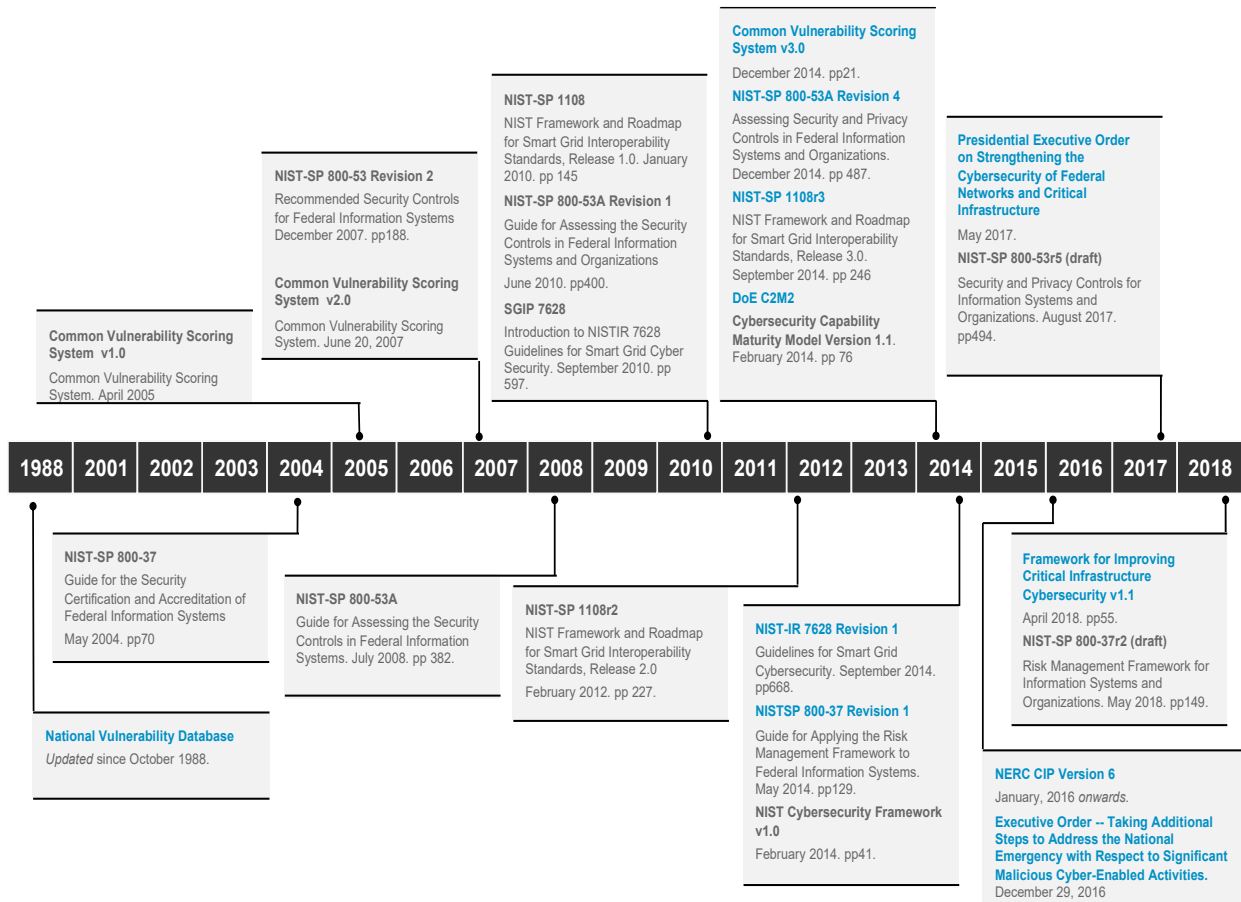 Common Vulnerability Scoring
System v1.0
Common Vulnerability Scoring
System. April 2005
NIST-SP 800-53 Revision 2
Recommended Security Controls
for Federal Information Systems
December 2007. pp188.
Common Vulnerability Scoring
System v2.0
Common Vulnerability Scoring
System. June 20, 2007
NIST-SP 1108
NIST Framework and Roadmap
for Smart Grid Interoperability
Standards, Release 1.0. January
2010. pp 145
NIST-SP 800-53A Revision 1
Guide for Assessing the Security
Controls in Federal Information
Systems and Organizations
June 2010. pp400.
SGIP 7628
Introduction to NISTIR 7628
Guidelines for Smart Grid Cyber
Security. September 2010. pp
597.
Common Vulnerability Scoring
System v3.0
December 2014. pp21.
NIST-SP 800-53A Revision 4
Assessing Security and Privacy
Controls in Federal Information
Systems and Organizations.
December 2014. pp 487.
NIST-SP 1108r3
NIST Framework and Roadmap
for Smart Grid Interoperability
Standards, Release 3.0.
September 2014. pp 246
DoE C2M2
Cybersecurity Capability
Maturity Model Version 1.1.
February 2014. pp 76
Presidential Executive Order
on Strengthening the
Cybersecurity of Federal
Networks and Critical
Infrastructure
May 2017.
NIST-SP 800-53r5 (draft)
Security and Privacy Controls for
Information Systems and
Organizations. August 2017.
pp494.
1988 2001 2002 2003 2004 2005 2006 2007 2008 2009 2010 2011 2012 2013 2014 2015 2016 2017 2018
NIST-SP 800-37
Guide for the Security
Certification and Accreditation of
Federal Information Systems
May 2004. pp70
National Vulnerability Database
Updated since October 1988.
NIST-SP 800-53A
Guide for Assessing the Security
Controls in Federal Information
Systems. July 2008. pp 382.
NIST-SP 1108r2
NIST Framework and Roadmap
for Smart Grid Interoperability
Standards, Release 2.0
February 2012. pp 227.
NIST-IR 7628 Revision 1
Guidelines for Smart Grid
Cybersecurity. September 2014.
pp668.
NISTSP 800-37 Revision 1
Guide for Applying the Risk
Management Framework to
Federal Information Systems.
May 2014. pp129.
NIST Cybersecurity Framework
v1.0
February 2014. pp41.
Framework for Improving
Critical Infrastructure
Cybersecurity v1.1
April 2018. pp55.
NIST-SP 800-37r2 (draft)
Risk Management Framework for
Information Systems and
Organizations. May 2018. pp149.
NERC CIP Version 6
January, 2016 onwards.
Executive Order -- Taking Additional
Steps to Address the National
Emergency with Respect to Significant
Malicious Cyber-Enabled Activities.
December 29, 2016